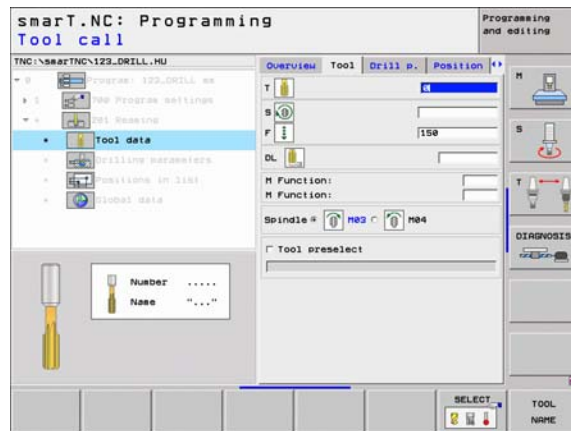 smarT.NC: Programming
Tool call
Programming
and editing
TNC:\smarTNC\123_DRILL.HU
0 Program: 123_DRILL mm
1 700 Program settings
201 Reaming
Tool data
Drilling parameters
Positions in list
Global data
Overview Tool Drill p. Position
T
S
F 150
DL
M Function:
M Function:
Spindle M03 M04
Tool preselect
Number .....
Name "..."
M
S
T
DIAGNOSIS
SELECT
TOOL
NAME